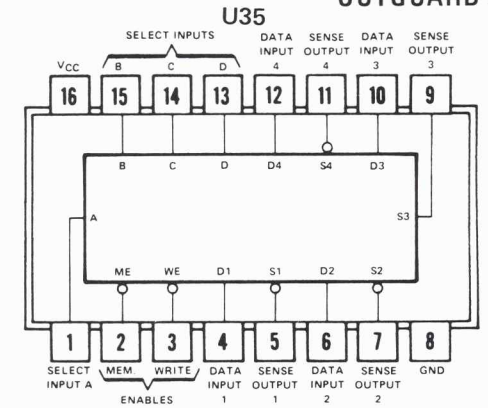 OUTGUARD
U35
SELECT INPUTS
DATA INPUT 4
SENSE OUTPUT 4
DATA INPUT 3
SENSE OUTPUT 3
VCC B C D
16 15 14 13 12 11 10 9
B C D D4 S4 D3
A S3
ME WE D1 S1 D2 S2
1 2 3 4 5 6 7 8
SELECT INPUT A
MEM. WRITE
ENABLES
DATA INPUT 1
SENSE OUTPUT 1
DATA INPUT 2
SENSE OUTPUT 2
GND